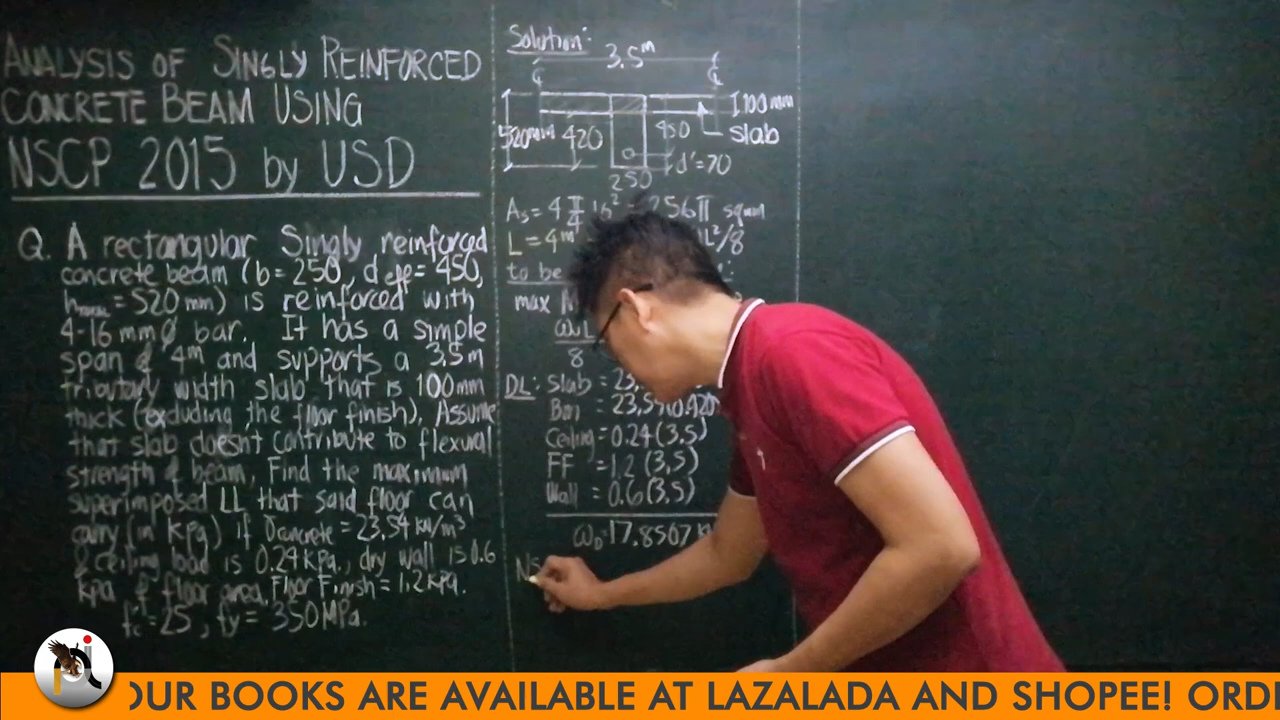 ANALYSIS OF SINGLY REINFORCED
CONCRETE BEAM USING
NSCP 2015 by USD
Q. A rectangular Singly reinforced
concrete beam (b=250, deff=450,
hTOTAL=520 mm) is reinforced with
4-16 mmφ bar. It has a simple
span of 4m and supports a 3.5m
tributary width slab that is 100mm
thick (excluding the floor finish), Assume
that slab doesnt contribute to flexural
strength of beam, Find the maximum
superimposed LL that said floor can
carry (in kpa) if γconcrete = 23.54 kN/m³
& ceiling load is 0.24 kpa., dry wall is 0.6
kpa of floor area, Floor Finish = 1.2 kpa.
f'c = 25, fy = 350 MPa.
Solution:
3.5m
100mm
slab
520mm
420
450
d'=70
250
As = 4 π/4 16² = 256π sqmm
L = 4m L²/8
to be
max M
ωuL
8
DL: Slab = 23.
Bm = 23.54(0.420
Ceiling = 0.24(3.5)
FF = 1.2(3.5)
Wall = 0.6(3.5)
ωD = 17.8507 k
NS
OUR BOOKS ARE AVAILABLE AT LAZALADA AND SHOPEE! ORDE